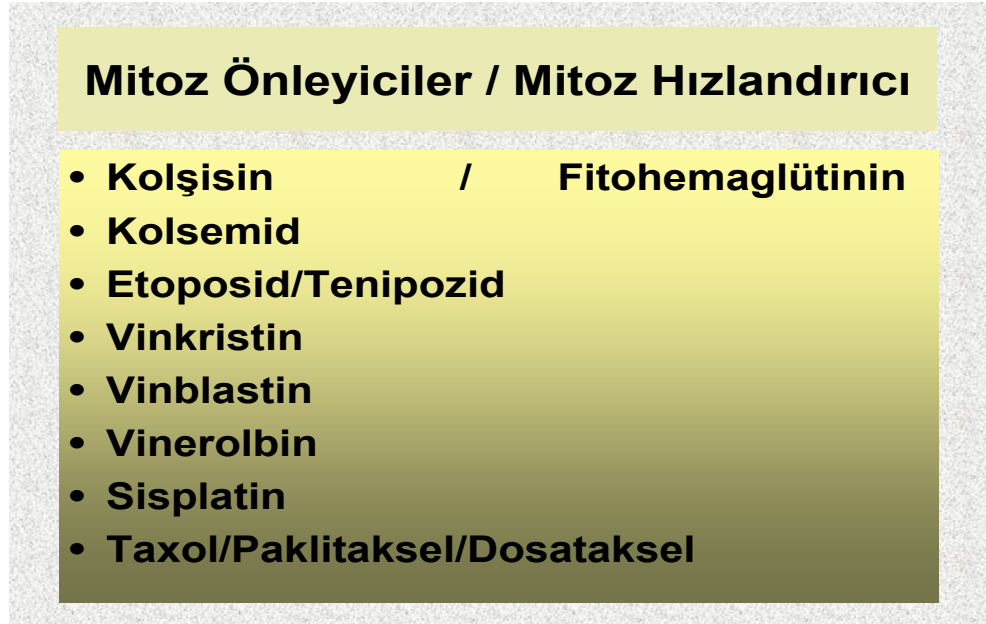 Mitoz Önleyiciler / Mitoz Hızlandırıcı
• Kolşisin / Fitohemaglütinin
• Kolsemid
• Etoposid/Tenipozid
• Vinkristin
• Vinblastin
• Vinerolbin
• Sisplatin
• Taxol/Paklitaksel/Dosataksel